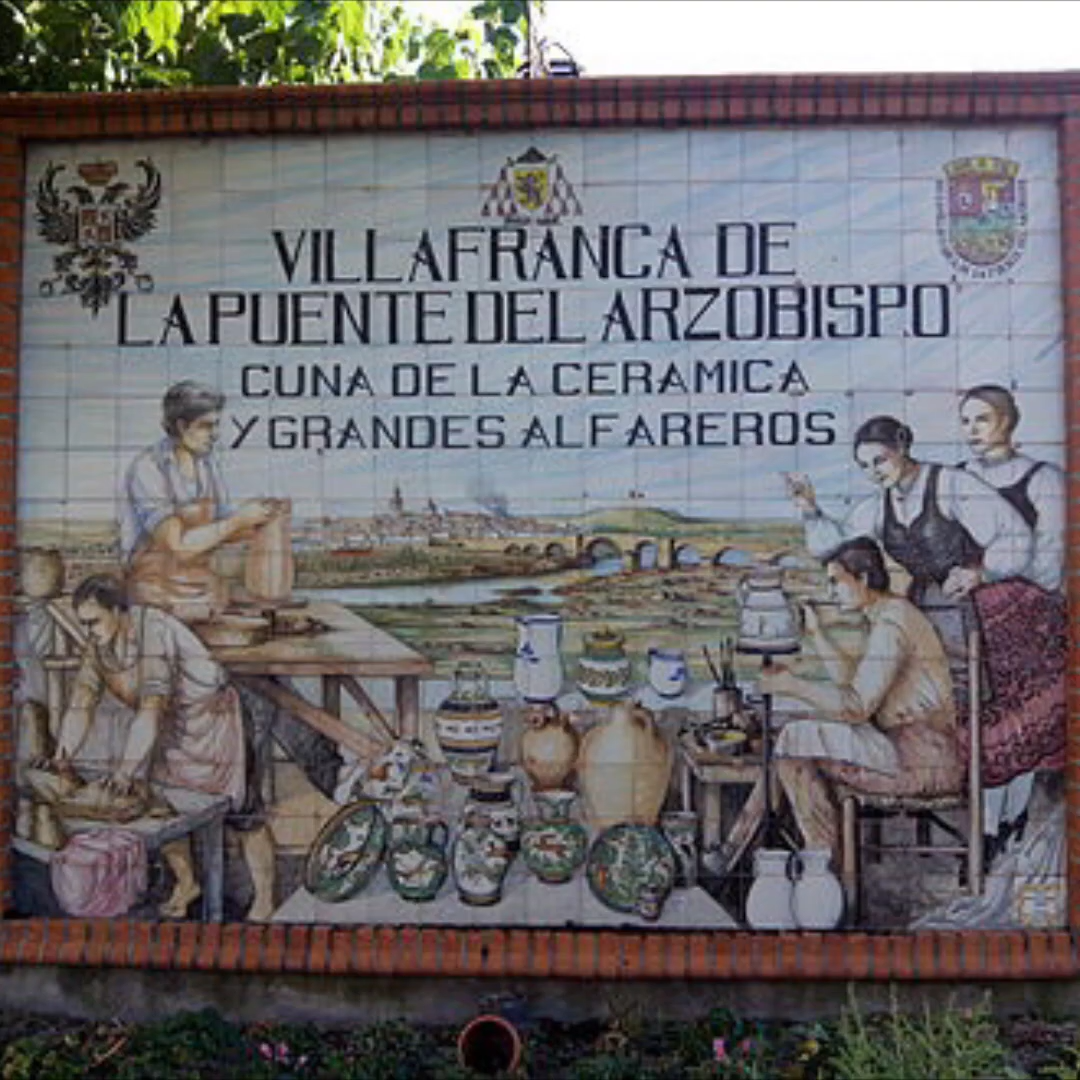 VILLAFRANCA DE
LA PUENTE DEL ARZOBISPO
CUNA DE LA CERAMICA
Y GRANDES ALFAREROS